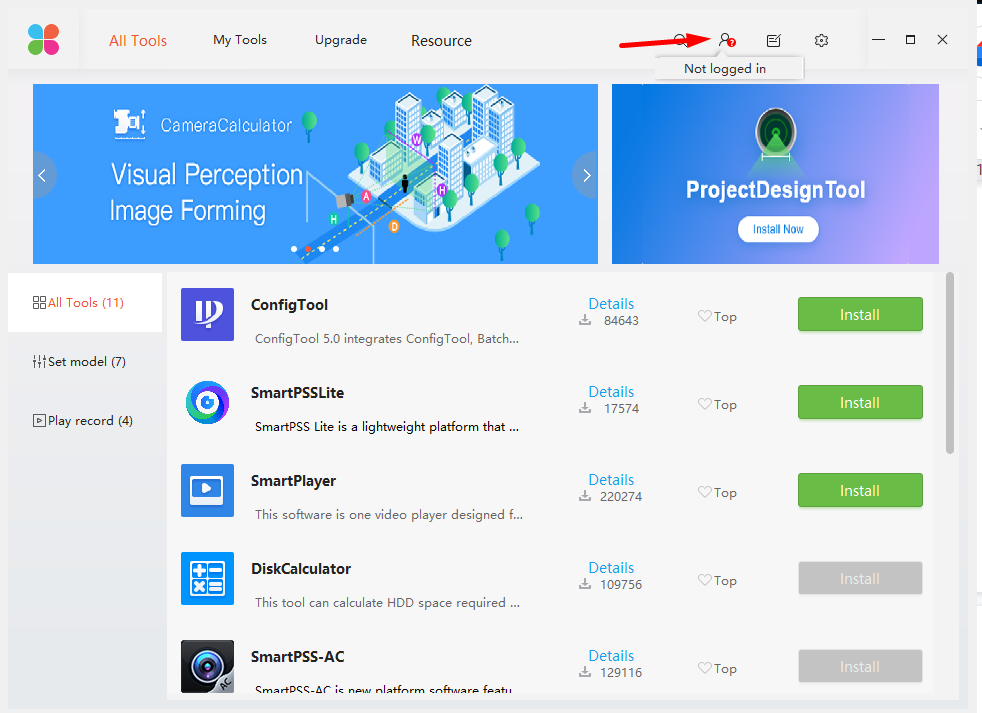 All Tools
My Tools
Upgrade
Resource
Not logged in
CameraCalculator
Visual Perception
Image Forming
W
A
H
H
D
ProjectDesignTool
Install Now
All Tools (11)
Set model (7)
Play record (4)
ConfigTool
ConfigTool 5.0 integrates ConfigTool, Batch...
Details
84643
Top
Install
SmartPSSLite
SmartPSS Lite is a lightweight platform that ...
Details
17574
Top
Install
SmartPlayer
This software is one video player designed f...
Details
220274
Top
Install
DiskCalculator
This tool can calculate HDD space required ...
Details
109756
Top
Install
AC
SmartPSS-AC
SmartPSS-AC is new platform software featu
Details
129116
Top
Install